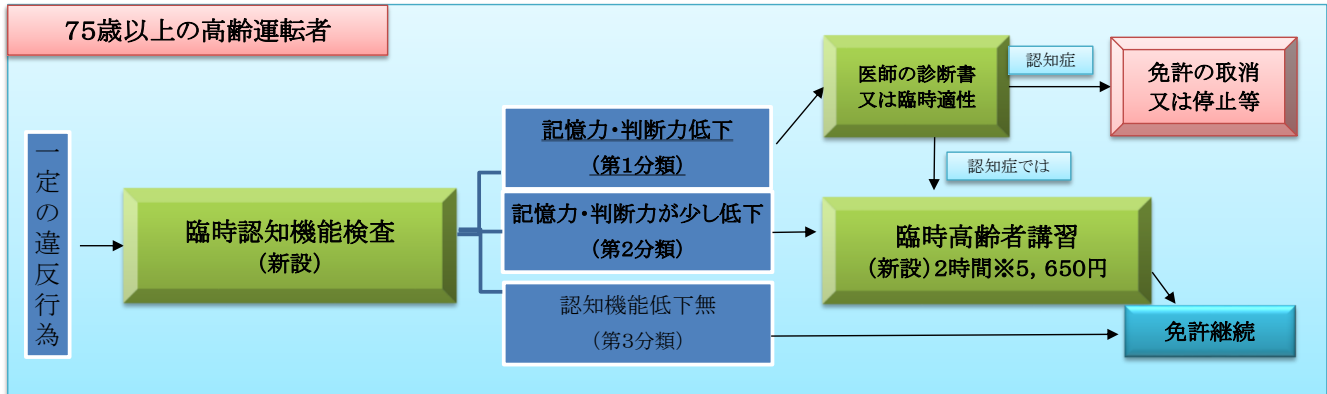 75歳以上の高齢運転者
一定の違反行為
臨時認知機能検査
(新設)
記憶力・判断力低下
(第1分類)
記憶力・判断力が少し低下
(第2分類)
認知機能低下無
(第3分類)
医師の診断書
又は臨時適性
認知症
免許の取消
又は停止等
認知症では
臨時高齢者講習
(新設)2時間※5,650円
免許継続